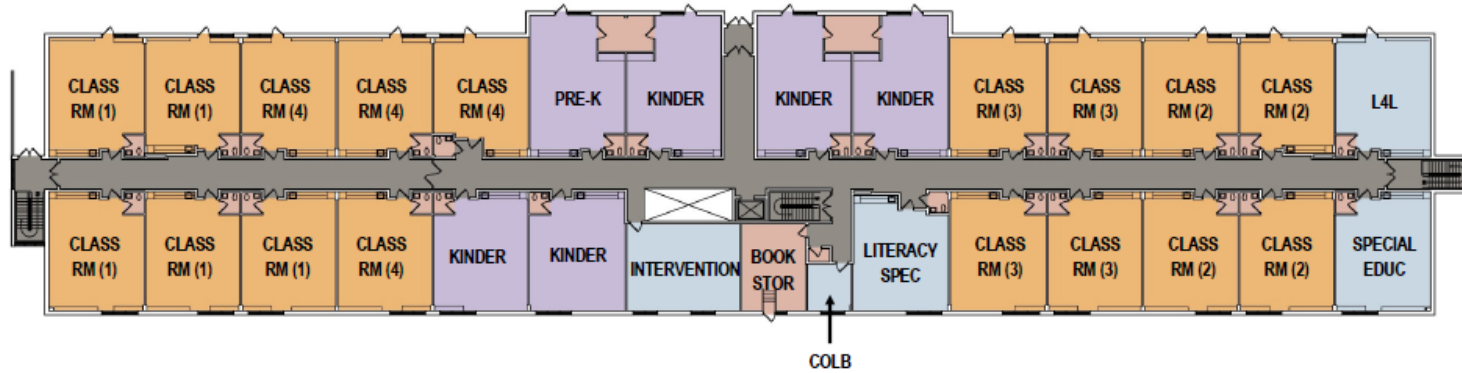 CLASS
RM (1)
CLASS
RM (1)
CLASS
RM (4)
CLASS
RM (4)
CLASS
RM (4)
PRE-K
KINDER
KINDER
KINDER
CLASS
RM (3)
CLASS
RM (3)
CLASS
RM (2)
CLASS
RM (2)
L4L
CLASS
RM (1)
CLASS
RM (1)
CLASS
RM (1)
CLASS
RM (4)
KINDER
KINDER
INTERVENTION
BOOK
STOR
LITERACY
SPEC
CLASS
RM (3)
CLASS
RM (3)
CLASS
RM (2)
CLASS
RM (2)
SPECIAL
EDUC
COLB